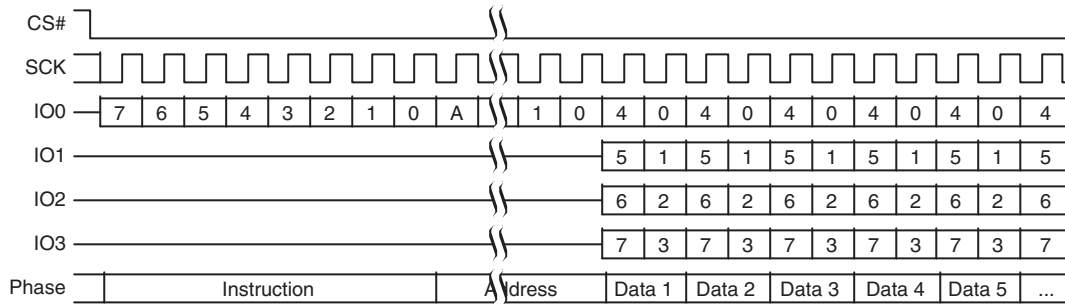 CS#
SCK
IO0 7 6 5 4 3 2 1 0 A 1 0 4 0 4 0 4 0 4 0 4 0 4
IO1 5 1 5 1 5 1 5 1 5 1 5
IO2 6 2 6 2 6 2 6 2 6 2 6
IO3 7 3 7 3 7 3 7 3 7 3 7
Phase Instruction Address Data 1 Data 2 Data 3 Data 4 Data 5 ...